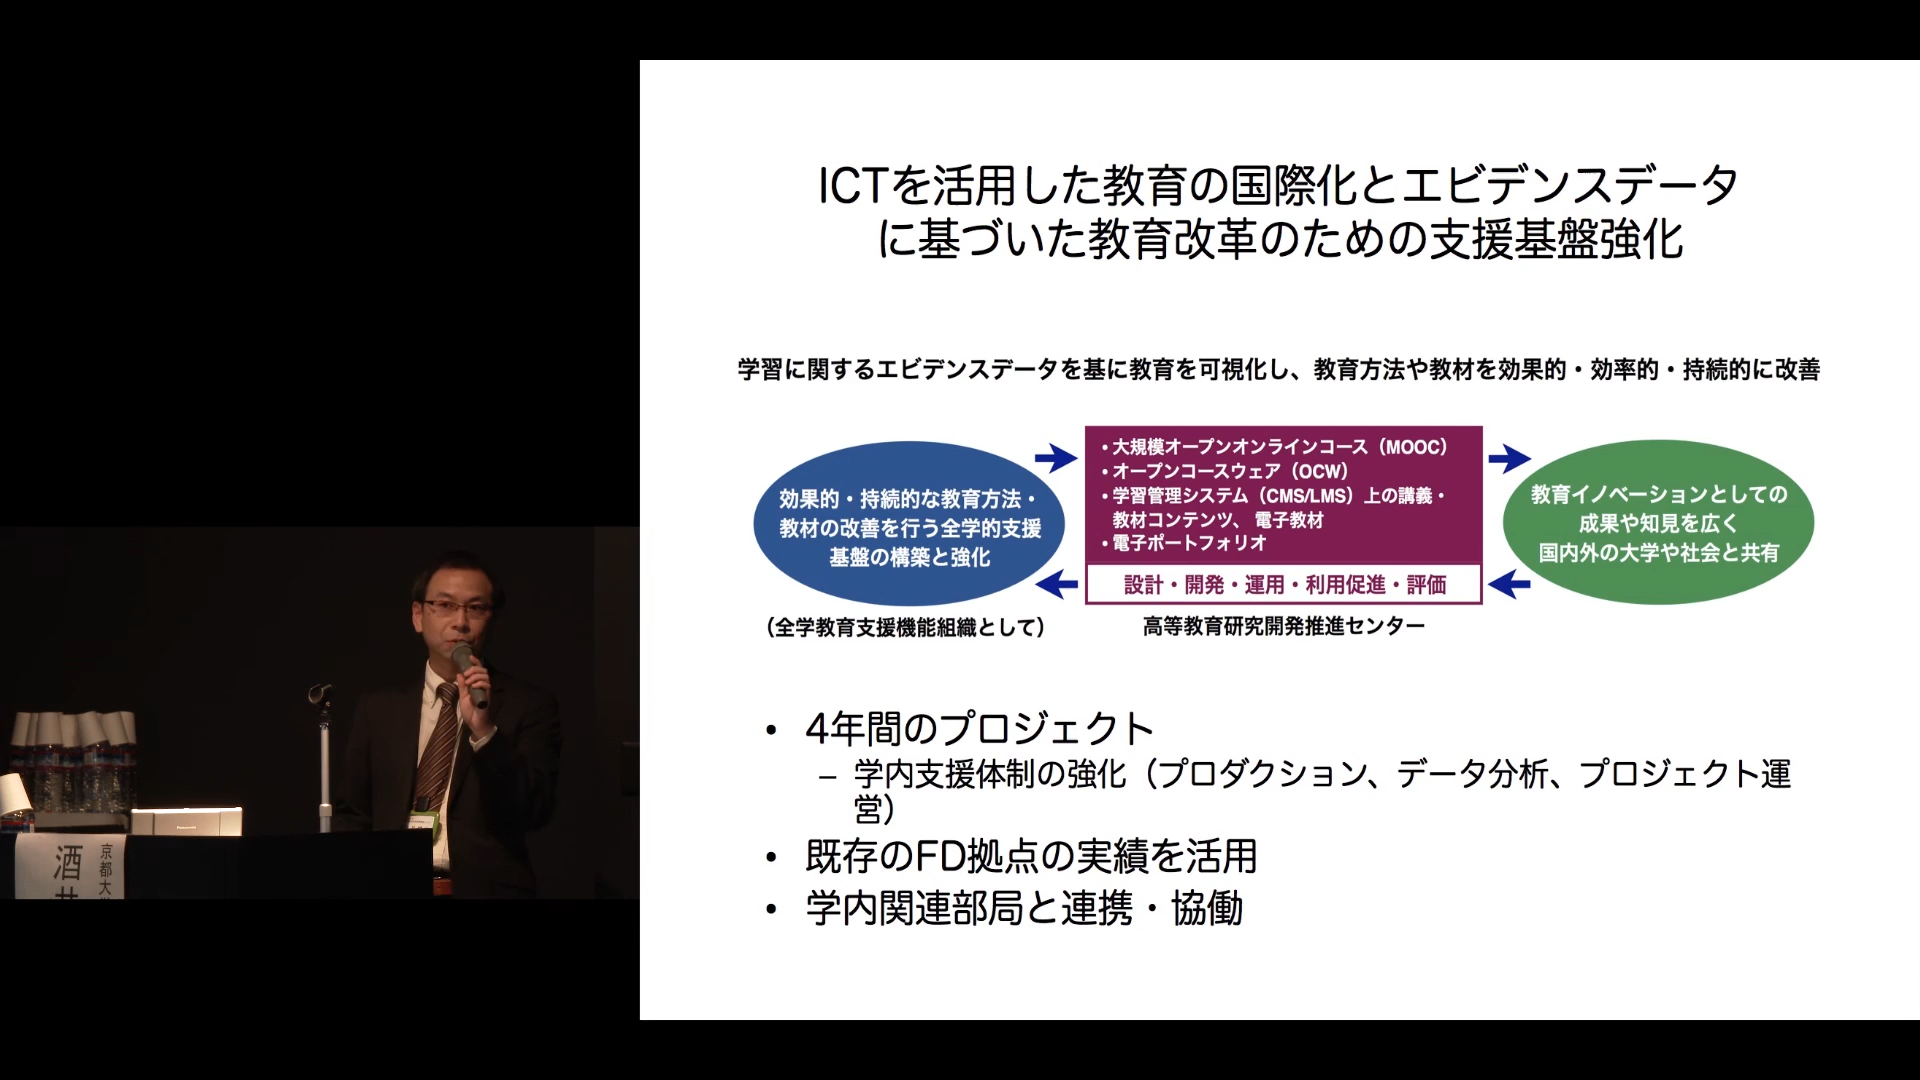 ICTを活用した教育の国際化とエビデンスデータ
に基づいた教育改革のための支援基盤強化
学習に関するエビデンスデータを基に教育を可視化し、教育方法や教材を効果的・効率的・持続的に改善
効果的・持続的な教育方法・
教材の改善を行う全学的支援
基盤の構築と強化
（全学教育支援機能組織として）
•大規模オープンオンラインコース（MOOC）
•オープンコースウェア（OCW）
•学習管理システム（CMS/LMS）上の講義・
教材コンテンツ、 電子教材
•電子ポートフォリオ
設計・開発・運用・利用促進・評価
高等教育研究開発推進センター
教育イノベーションとしての
成果や知見を広く
国内外の大学や社会と共有
• 4年間のプロジェクト
– 学内支援体制の強化（プロダクション、データ分析、プロジェクト運
営）
• 既存のFD拠点の実績を活用
• 学内関連部局と連携・協働
京都大
酒井
Panasonic